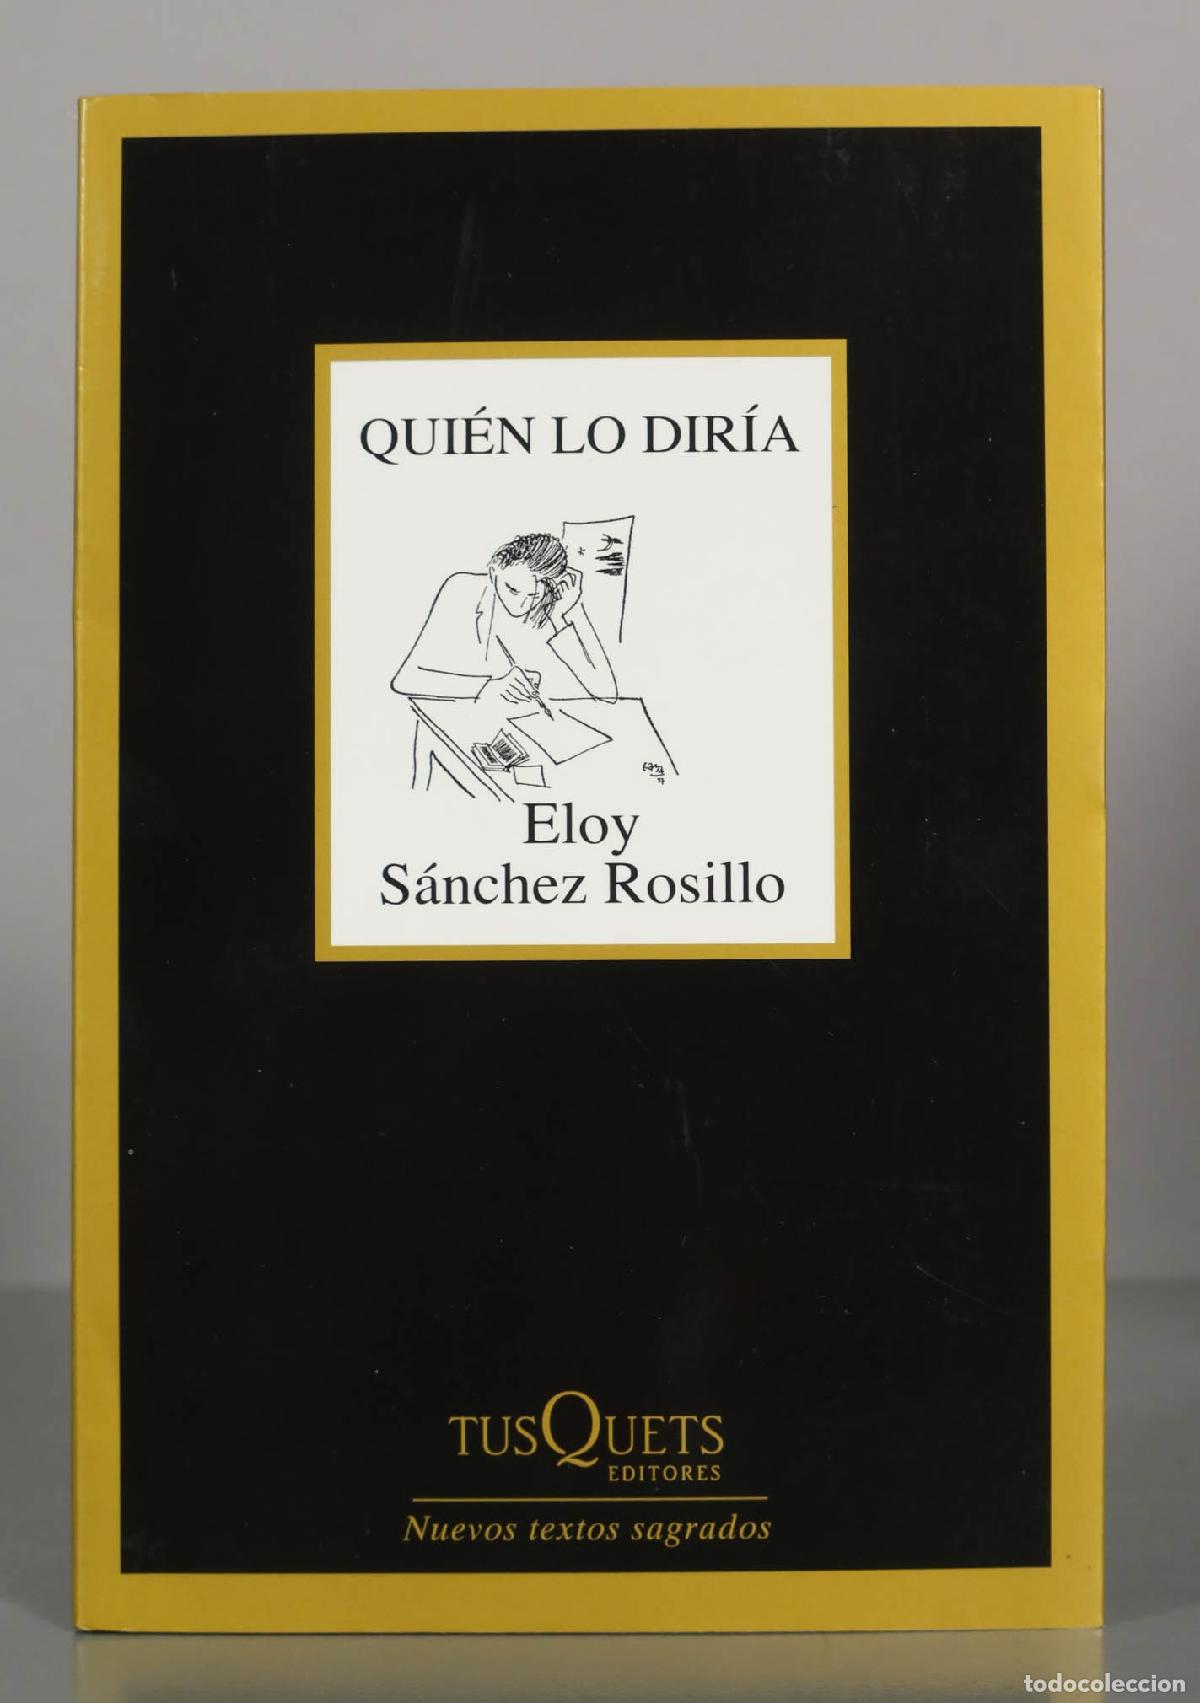 QUIÉN LO DIRÍA
Eloy
Sánchez Rosillo
TUSQUETS
EDITORES
Nuevos textos sagrados
todocoleccion